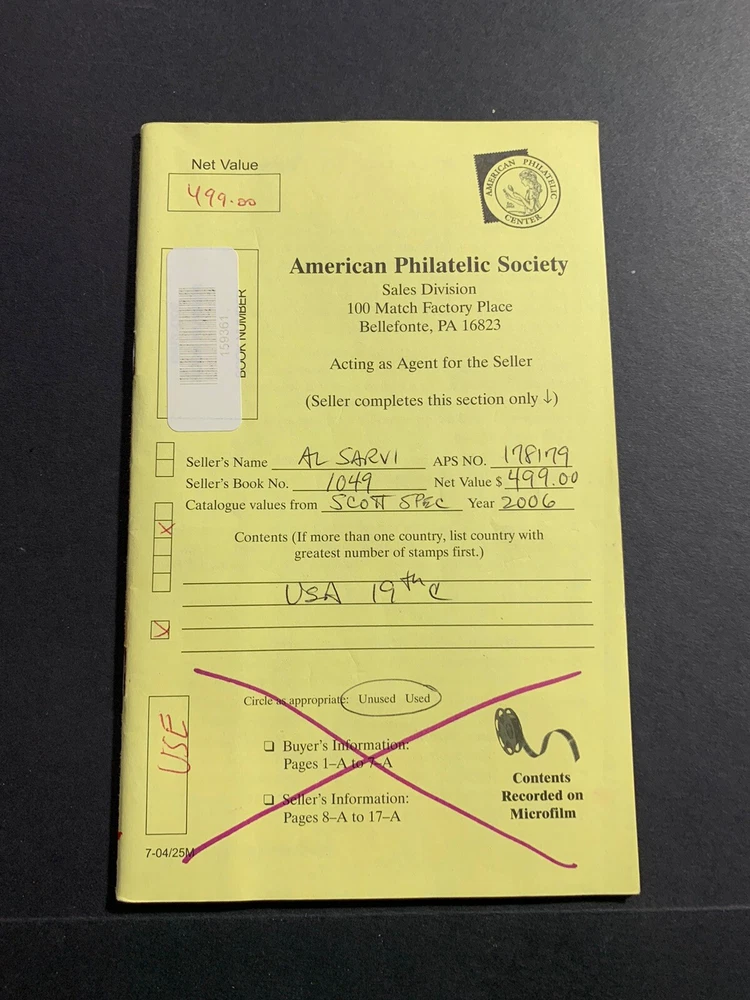 Net Value
499.00
AMERICAN PHILATELIC
CENTER
American Philatelic Society
Sales Division
100 Match Factory Place
Bellefonte, PA 16823
Acting as Agent for the Seller
(Seller completes this section only ↓)
159361
BOOK NUMBER
Seller's Name AL SARVI APS NO. 178179
Seller's Book No. 1049 Net Value $ 499.00
Catalogue values from SCOTT SPEC Year 2006
Contents (If more than one country, list country with
greatest number of stamps first.)
USA 19th C
Circle as appropriate: Unused Used
❏ Buyer's Information:
Pages 1–A to 7–A
❏ Seller's Information:
Pages 8–A to 17–A
Contents
Recorded on
Microfilm
USE
7-04/25M